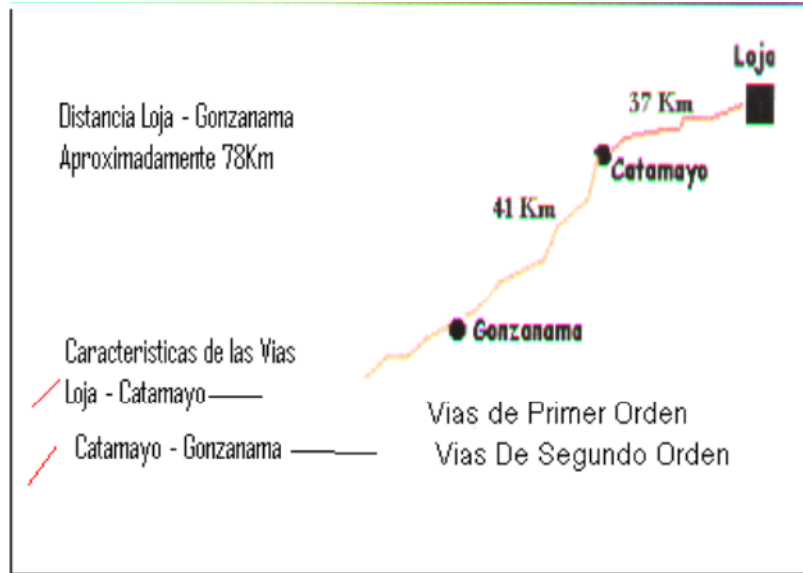 Loja
37 Km
Distancia Loja - Gonzanama
Aproximadamente 78Km
Catamayo
41 Km
Gonzanama
Caracteristicas de las Vias
Loja - Catamayo
Vias de Primer Orden
Catamayo - Gonzanama
Vias De Segundo Orden